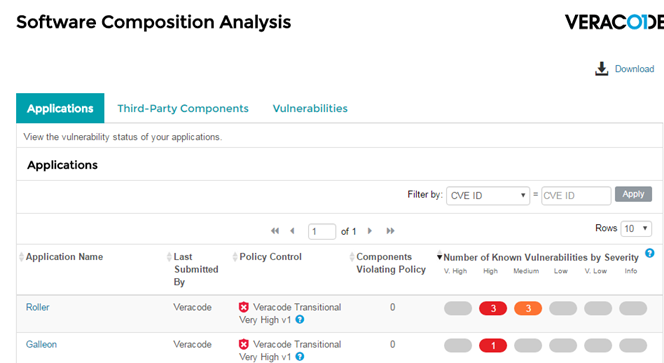 Software Composition Analysis
VERACODE
Download
Applications Third-Party Components Vulnerabilities
View the vulnerability status of your applications.
Applications
Filter by: CVE ID = CVE ID Apply
1 of 1
Rows 10
Application Name Last Submitted By Policy Control Components Violating Policy Number of Known Vulnerabilities by Severity ?
V. High High Medium Low V. Low Info
Roller Veracode Veracode Transitional 0 3 3
Very High v1 ?
Galleon Veracode Veracode Transitional 0 1
Very High v1 ?